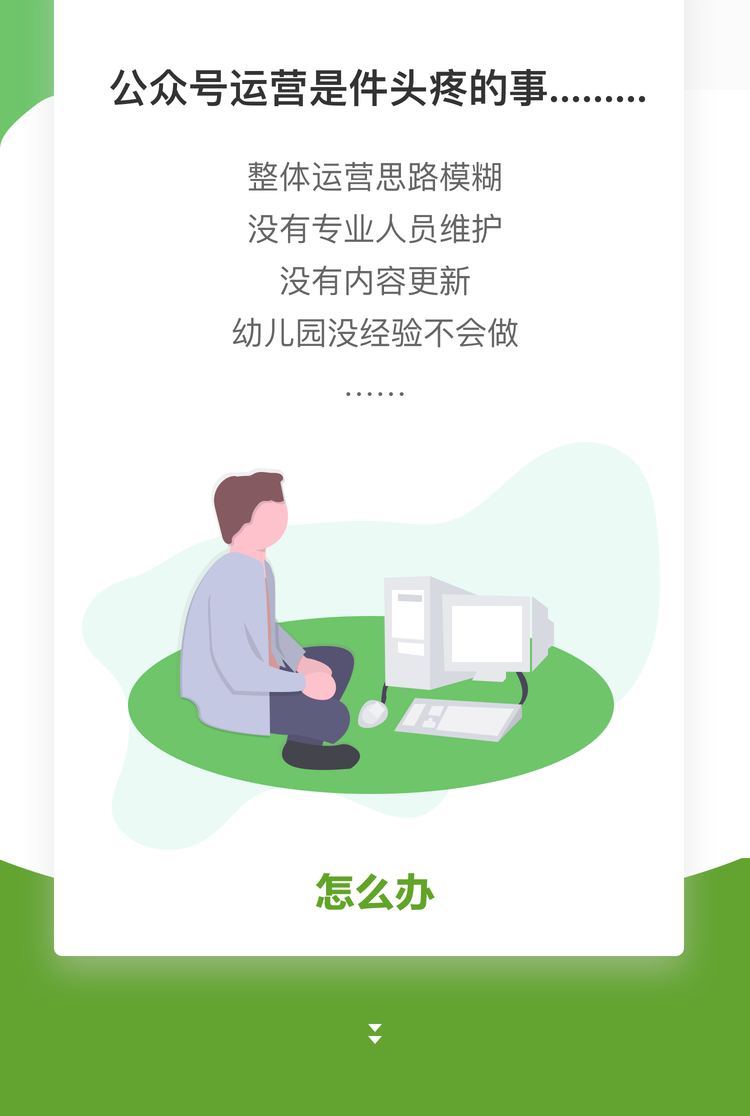 公众号运营是件头疼的事.........
整体运营思路模糊
没有专业人员维护
没有内容更新
幼儿园没经验不会做
......
怎么办